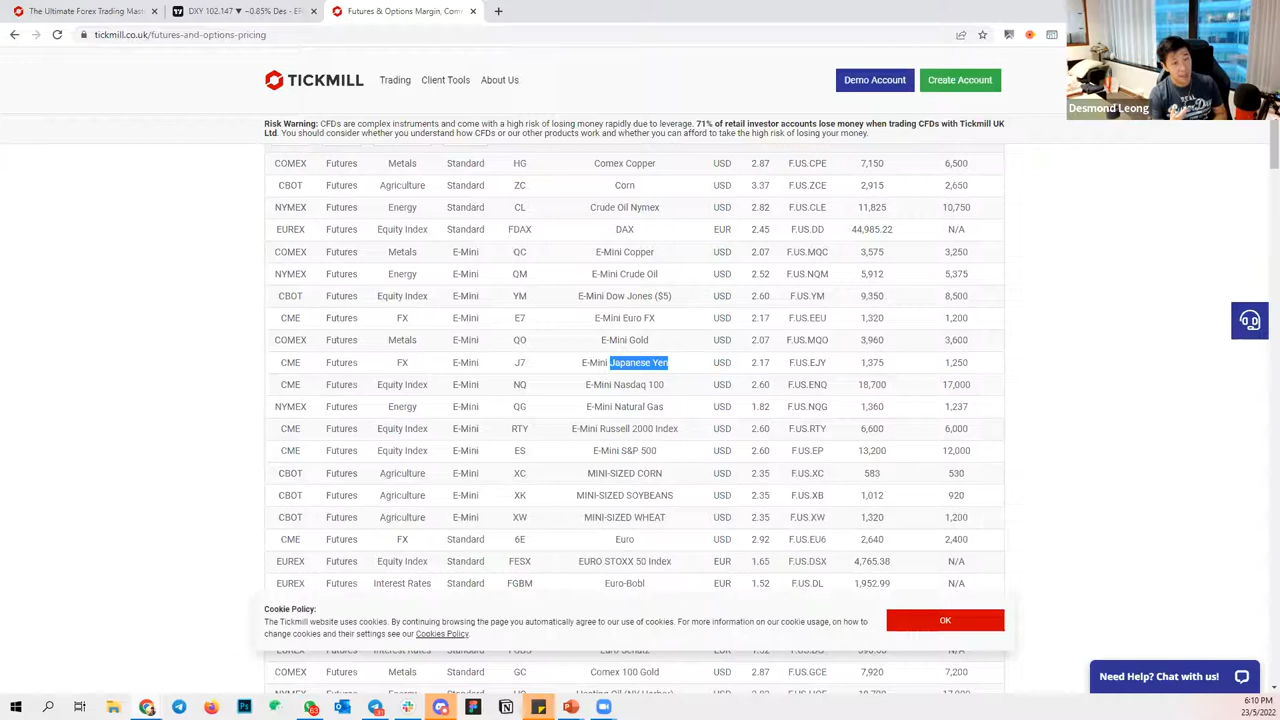 The Ultimate Forex Trading Mast
DXY 102.147 ▼ −0.85% Des - ER
Futures & Options Margin, Com
tickmill.co.uk/futures-and-options-pricing
TICKMILL
Trading
Client Tools
About Us
Demo Account
Create Account
Desmond Leong
Risk Warning: CFDs are complex instruments and come with a high risk of losing money rapidly due to leverage. 71% of retail investor accounts lose money when trading CFDs with Tickmill UK
Ltd. You should consider whether you understand how CFDs or our other products work and whether you can afford to take the high risk of losing your money.
COMEX Futures Metals Standard HG Comex Copper USD 2.87 F.US.CPE 7,150 6,500
CBOT Futures Agriculture Standard ZC Corn USD 3.37 F.US.ZCE 2,915 2,650
NYMEX Futures Energy Standard CL Crude Oil Nymex USD 2.82 F.US.CLE 11,825 10,750
EUREX Futures Equity Index Standard FDAX DAX EUR 2.45 F.US.DD 44,985.22 N/A
COMEX Futures Metals E-Mini QC E-Mini Copper USD 2.07 F.US.MQC 3,575 3,250
NYMEX Futures Energy E-Mini QM E-Mini Crude Oil USD 2.52 F.US.NQM 5,912 5,375
CBOT Futures Equity Index E-Mini YM E-Mini Dow Jones ($5) USD 2.60 F.US.YM 9,350 8,500
CME Futures FX E-Mini E7 E-Mini Euro FX USD 2.17 F.US.EEU 1,320 1,200
COMEX Futures Metals E-Mini QO E-Mini Gold USD 2.07 F.US.MQO 3,960 3,600
CME Futures FX E-Mini J7 E-Mini Japanese Yen USD 2.17 F.US.EJY 1,375 1,250
CME Futures Equity Index E-Mini NQ E-Mini Nasdaq 100 USD 2.60 F.US.ENQ 18,700 17,000
NYMEX Futures Energy E-Mini QG E-Mini Natural Gas USD 1.82 F.US.NQG 1,360 1,237
CME Futures Equity Index E-Mini RTY E-Mini Russell 2000 Index USD 2.60 F.US.RTY 6,600 6,000
CME Futures Equity Index E-Mini ES E-Mini S&P 500 USD 2.60 F.US.EP 13,200 12,000
CBOT Futures Agriculture E-Mini XC MINI-SIZED CORN USD 2.35 F.US.XC 583 530
CBOT Futures Agriculture E-Mini XK MINI-SIZED SOYBEANS USD 2.35 F.US.XB 1,012 920
CBOT Futures Agriculture E-Mini XW MINI-SIZED WHEAT USD 2.35 F.US.XW 1,320 1,200
CME Futures FX Standard 6E Euro USD 2.92 F.US.EU6 2,640 2,400
EUREX Futures Equity Index Standard FESX EURO STOXX 50 Index EUR 1.65 F.US.DSX 4,765.38 N/A
EUREX Futures Interest Rates Standard FGBM Euro-Bobl EUR 1.52 F.US.DL 1,952.99 N/A
Cookie Policy:
The Tickmill website uses cookies. By continuing browsing the page you automatically agree to our use of cookies. For more information on our cookie usage, on how to
change cookies and their settings see our Cookies Policy.
OK
COMEX Futures Metals Standard GC Comex 100 Gold USD 2.87 F.US.GCE 7,920 7,200
Need Help? Chat with us!
6:10 PM
23/5/2022